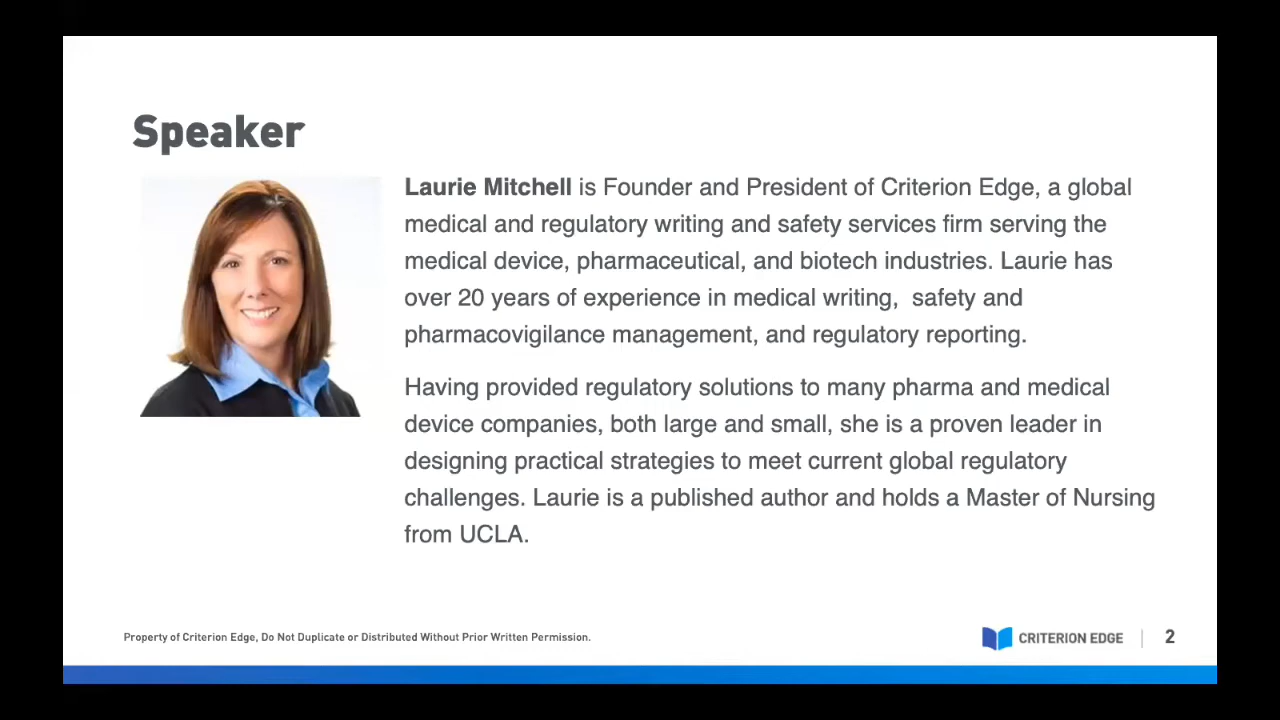 Speaker
Laurie Mitchell is Founder and President of Criterion Edge, a global
medical and regulatory writing and safety services firm serving the
medical device, pharmaceutical, and biotech industries. Laurie has
over 20 years of experience in medical writing,  safety and
pharmacovigilance management, and regulatory reporting.
Having provided regulatory solutions to many pharma and medical
device companies, both large and small, she is a proven leader in
designing practical strategies to meet current global regulatory
challenges. Laurie is a published author and holds a Master of Nursing
from UCLA.
Property of Criterion Edge, Do Not Duplicate or Distributed Without Prior Written Permission.
CRITERION EDGE | 2